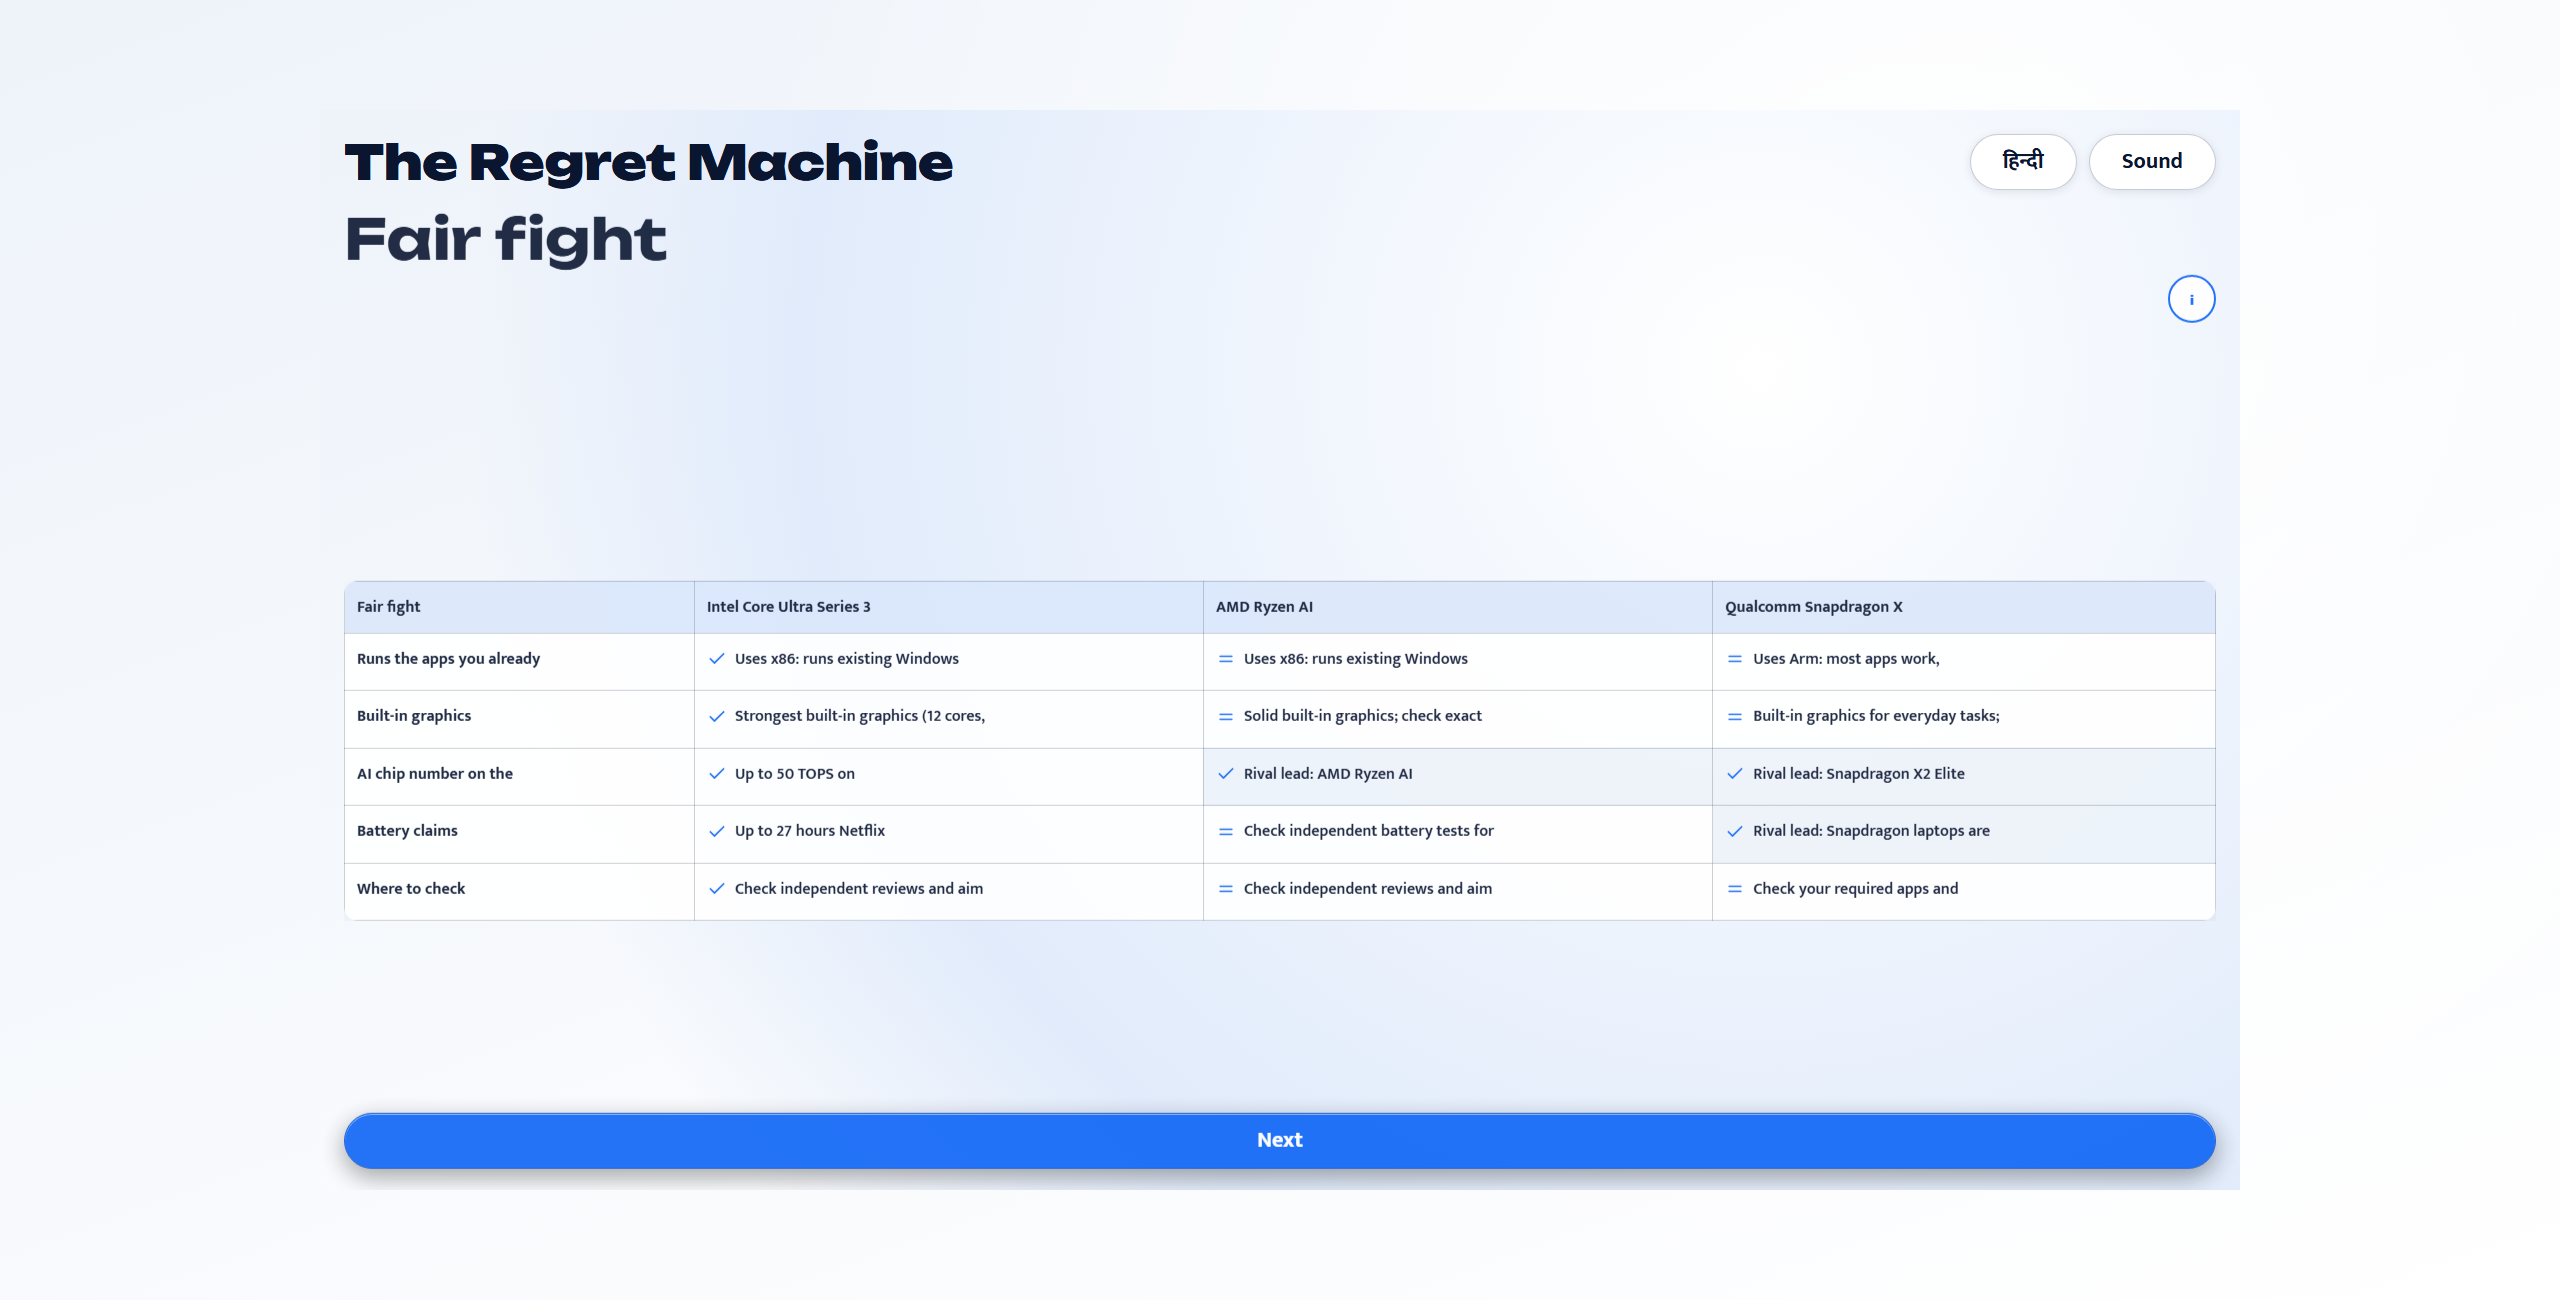 The Regret Machine
हिन्दी
Sound
Fair fight
i
Fair fight
Intel Core Ultra Series 3
AMD Ryzen AI
Qualcomm Snapdragon X
Runs the apps you already
Uses x86: runs existing Windows
Uses x86: runs existing Windows
Uses Arm: most apps work,
Built-in graphics
Strongest built-in graphics (12 cores,
Solid built-in graphics; check exact
Built-in graphics for everyday tasks;
AI chip number on the
Up to 50 TOPS on
Rival lead: AMD Ryzen AI
Rival lead: Snapdragon X2 Elite
Battery claims
Up to 27 hours Netflix
Check independent battery tests for
Rival lead: Snapdragon laptops are
Where to check
Check independent reviews and aim
Check independent reviews and aim
Check your required apps and
Next